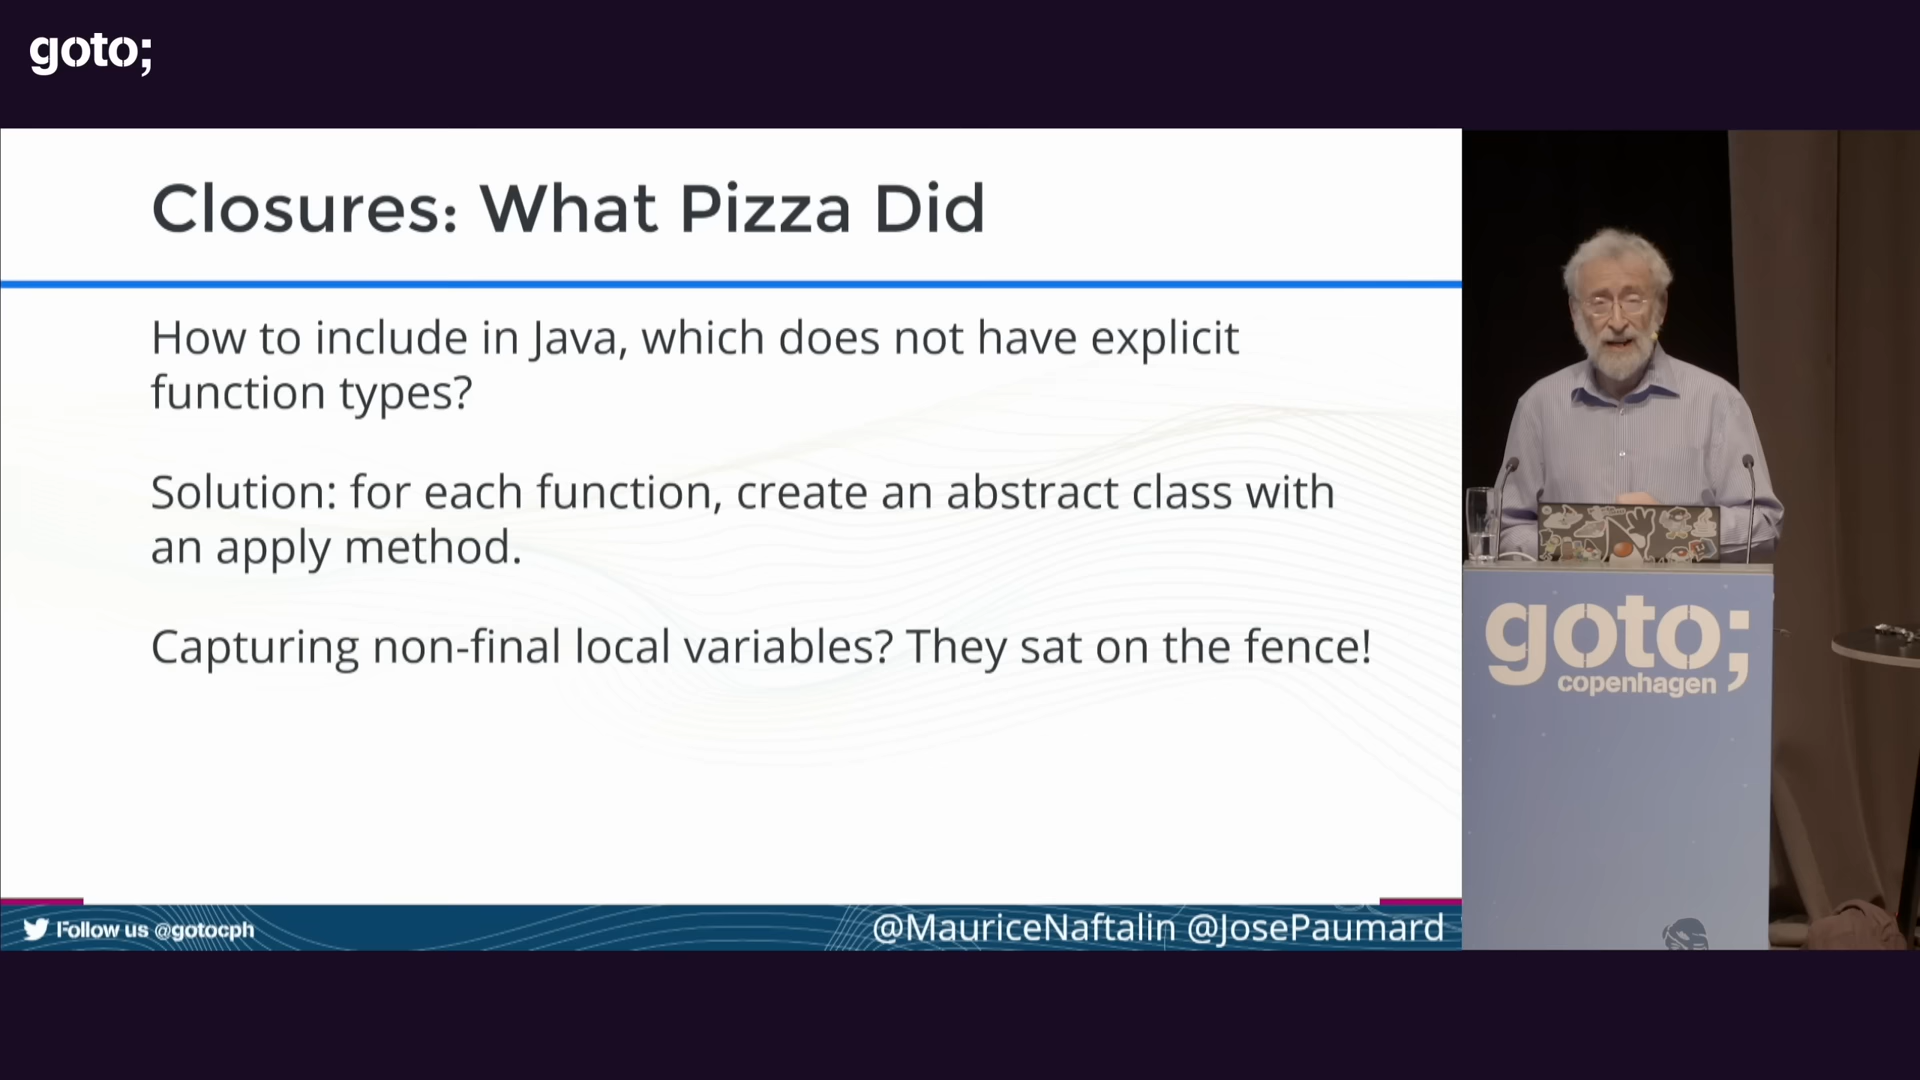 goto;
Closures: What Pizza Did
How to include in Java, which does not have explicit
function types?
Solution: for each function, create an abstract class with
an apply method.
Capturing non-final local variables? They sat on the fence!
Follow us @gotocph
@MauriceNaftalin @JosePaumard
goto;
copenhagen